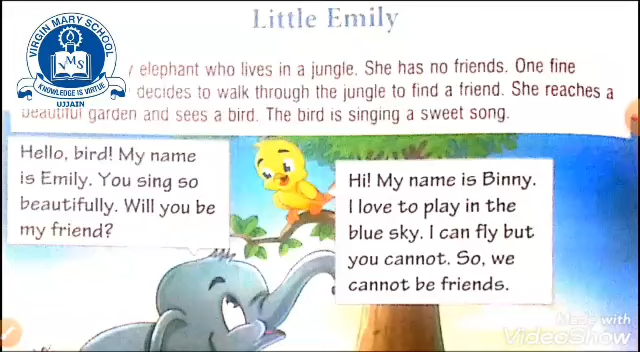 Little Emily
VIRGIN MARY SCHOOL
VMS
KNOWLEDGE IS VIRTUE
UJJAIN
elephant who lives in a jungle. She has no friends. One fine
decides to walk through the jungle to find a friend. She reaches a
beautiful garden and sees a bird. The bird is singing a sweet song.
Hello, bird! My name
is Emily. You sing so
beautifully. Will you be
my friend?
Hi! My name is Binny.
I love to play in the
blue sky. I can fly but
you cannot. So, we
cannot be friends.
Made with
VideoShow